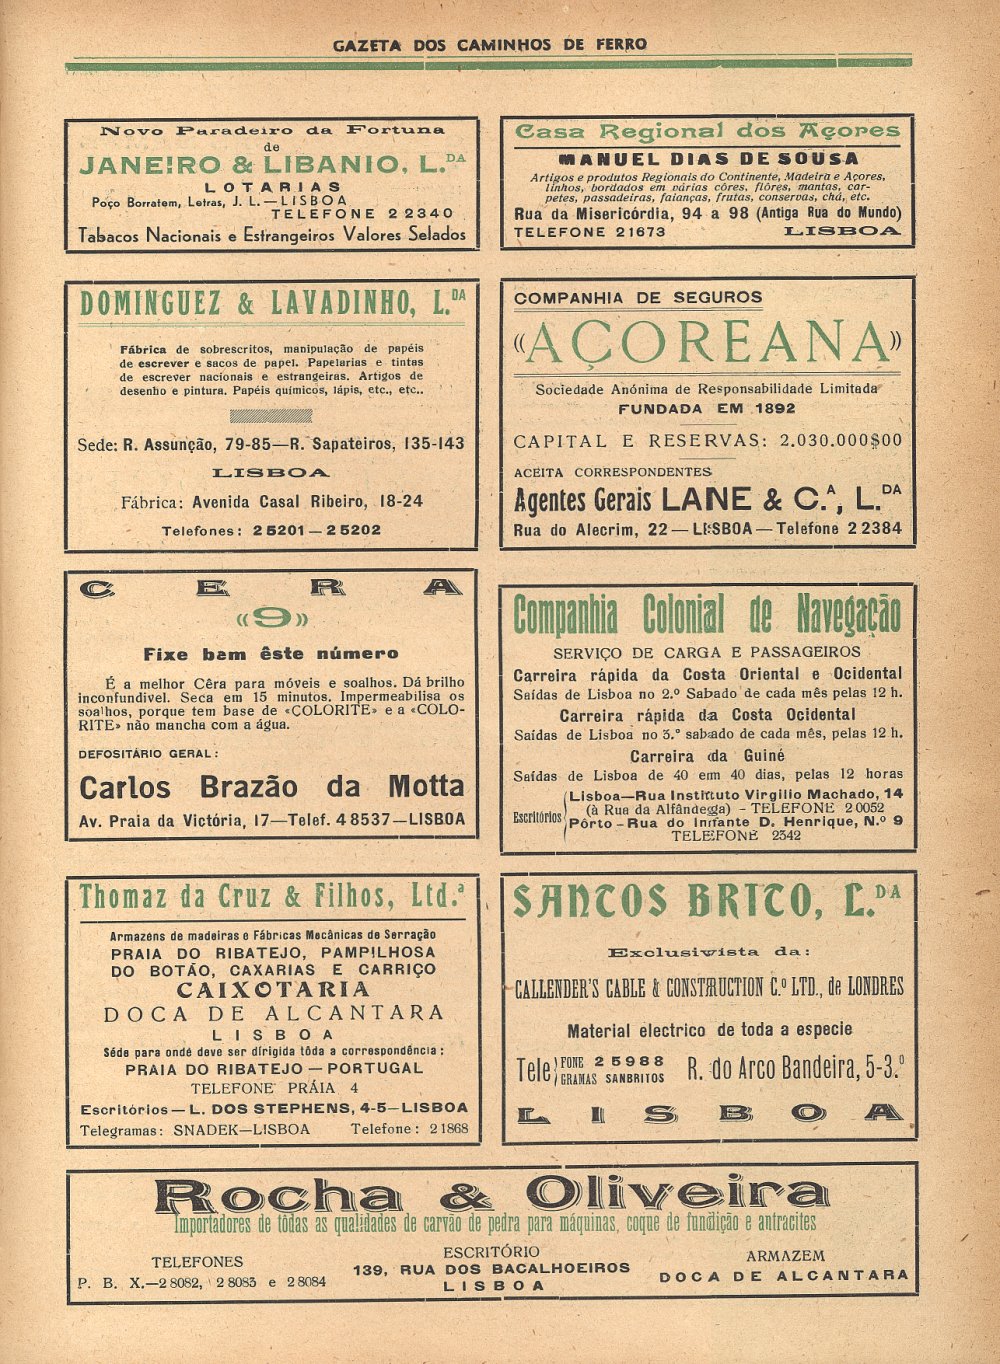 GAZETA DOS CAMINHOS DE FERRO
Novo Paradeiro da Fortuna
de
JANEIRO & LIBANIO, L.DA
LOTARIAS
Poço Borratem, Letras, J. L.—LISBOA
TELEFONE 2 2340
Tabacos Nacionais e Estrangeiros Valores Selados
Casa Regional dos Açores
MANUEL DIAS DE SOUSA
Artigos e produtos Regionais do Continente, Madeira e Açores,
linhos, bordados em várias côres, flôres, mantas, car-
petes, passadeiras, faianças, frutas, conservas, chá, etc.
Rua da Misericórdia, 94 a 98 (Antiga Rua do Mundo)
TELEFONE 21673 LISBOA
DOMINGUEZ & LAVADINHO, L.DA
Fábrica de sobrescritos, manipulação de papéis
de escrever e sacos de papel. Papelarias e tintas
de escrever nacionais e estrangeiras. Artigos de
desenho e pintura. Papéis químicos, lápis, etc., etc..
Sede: R. Assunção, 79-85—R. Sapateiros, 135-143
LISBOA
Fábrica: Avenida Casal Ribeiro, 18-24
Telefones: 2 5201 — 2 5202
COMPANHIA DE SEGUROS
«AÇOREANA»
Sociedade Anónima de Responsabilidade Limitada
FUNDADA EM 1892
CAPITAL E RESERVAS: 2.030.000$00
ACEITA CORRESPONDENTES
Agentes Gerais LANE & C.A, L.DA
Rua do Alecrim, 22 — LISBOA — Telefone 2 2384
CERA
«9»
Fixe bem êste número
É a melhor Cêra para móveis e soalhos. Dá brilho
inconfundível. Seca em 15 minutos. Impermeabilisa os
soalhos, porque tem base de «COLORITE» e a «COLO-
RITE» não mancha com a água.
DEFOSITÁRIO GERAL:
Carlos Brazão da Motta
Av. Praia da Victória, 17—Telef. 4 8537—LISBOA
Companhia Colonial de Navegação
SERVIÇO DE CARGA E PASSAGEIROS
Carreira rápida da Costa Oriental e Ocidental
Saídas de Lisboa no 2.º Sabado de cada mês pelas 12 h.
Carreira rápida da Costa Ocidental
Saídas de Lisboa no 3.º sabado de cada mês, pelas 12 h.
Carreira da Guiné
Saídas de Lisboa de 40 em 40 dias, pelas 12 horas
Escritórios
Lisboa—Rua Instituto Virgilio Machado, 14
(à Rua da Alfândega) - TELEFONE 2 0052
Pôrto - Rua do Infante D. Henrique, N.º 9
TELEFONE 2342
Thomaz da Cruz & Filhos, Ltd.ª
Armazens de madeiras e Fábricas Mecânicas de Serração
PRAIA DO RIBATEJO, PAMPILHOSA
DO BOTÃO, CAXARIAS E CARRIÇO
CAIXOTARIA
DOCA DE ALCANTARA
LISBOA
Séde para onde deve ser dirigida tôda a correspondência:
PRAIA DO RIBATEJO — PORTUGAL
TELEFONE PRÁIA 4
Escritórios — L. DOS STEPHENS, 4-5—LISBOA
Telegramas: SNADEK—LISBOA Telefone: 2 1868
SANTOS BRITO, L.DA
Exclusivista da:
CALLENDER'S CABLE & CONSTRUCTION C.º LTD., de LONDRES
Material electrico de toda a especie
Tele FONE 2 5988
GRAMAS SANBRITOS
R. do Arco Bandeira, 5-3.º
LISBOA
Rocha & Oliveira
Importadores de tôdas as qualidades de carvão de pedra para máquinas, coque de fundição e antracites
TELEFONES
P. B. X.—2 8082, 2 8083 e 2 8084
ESCRITÓRIO
139, RUA DOS BACALHOEIROS
LISBOA
ARMAZEM
DOCA DE ALCANTARA